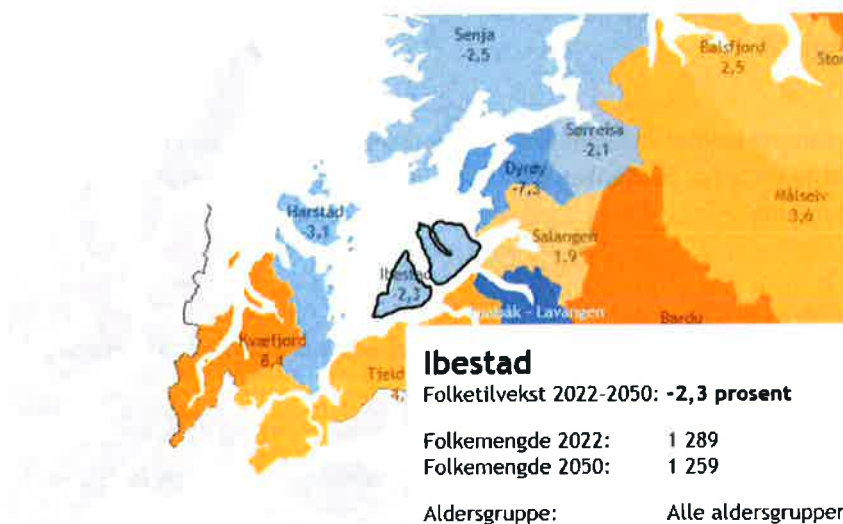 Senja
-2,5
Balsfjord
2,5
Stor
Sørreisa
-2,1
Dyrøy
-7,3
Målselv
3,6
Harstad
-3,1
Salangen
1,9
Ibestad
-2,3
- Lavangen
Bardu
Kvæfjord
8,4
Tjeld
Ibestad
Folketilvekst 2022-2050: -2,3 prosent
Folkemengde 2022: 1 289
Folkemengde 2050: 1 259
Aldersgruppe: Alle aldersgrupper